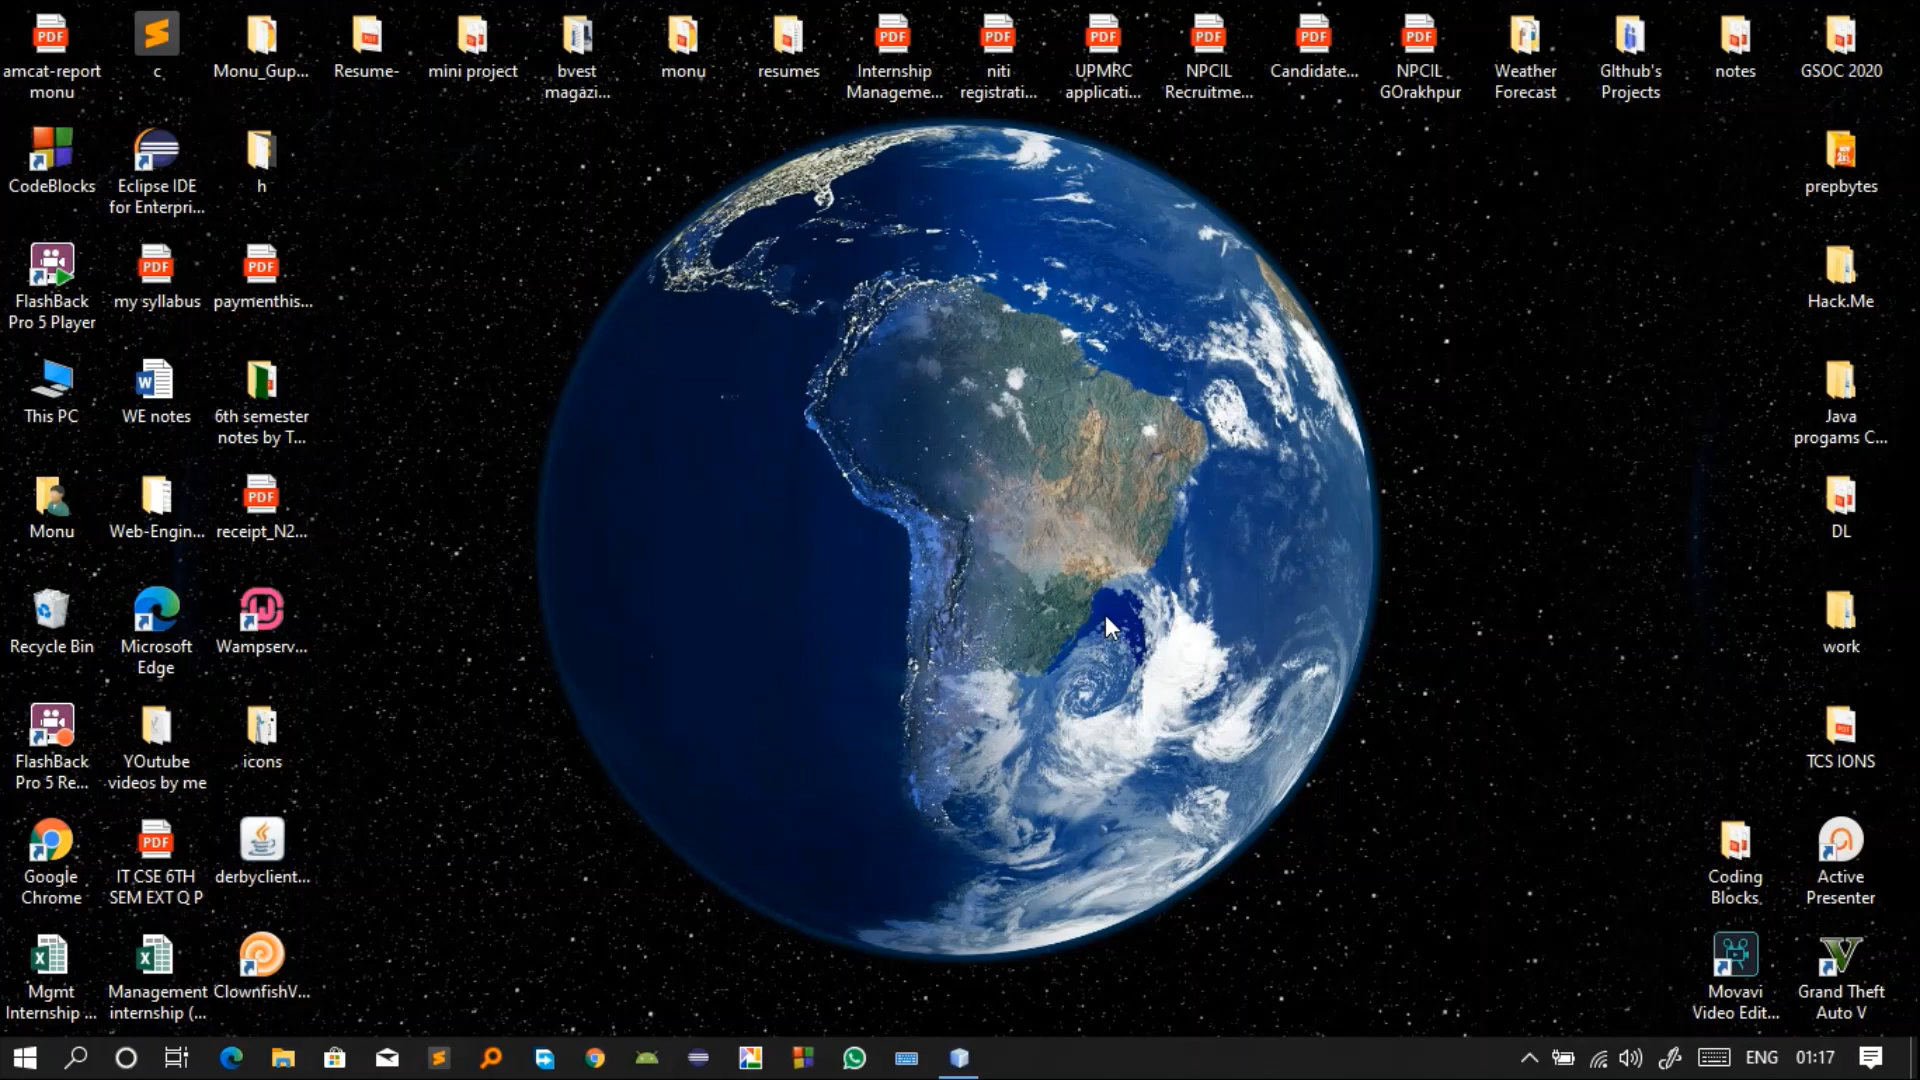 amcat-report
monu
c
Monu_Gup...
Resume-
mini project
bvest
magazi...
monu
resumes
Internship
Manageme...
niti
registrati...
UPMRC
applicati...
NPCIL
Recruitme...
Candidate...
NPCIL
GOrakhpur
Weather
Forecast
GIthub's
Projects
notes
GSOC 2020
CodeBlocks
Eclipse IDE
for Enterpri...
h
prepbytes
FlashBack
Pro 5 Player
my syllabus
paymenthis...
Hack.Me
This PC
WE notes
6th semester
notes by T...
Java
progams C...
Monu
Web-Engin...
receipt_N2...
DL
Recycle Bin
Microsoft
Edge
Wampserv...
work
FlashBack
Pro 5 Re...
YOutube
videos by me
icons
TCS IONS
Google
Chrome
IT CSE 6TH
SEM EXT Q P
derbyclient...
Coding
Blocks
Active
Presenter
Mgmt
Internship ...
Management
internship (...
ClownfishV...
Movavi
Video Edit...
Grand Theft
Auto V
ENG
01:17